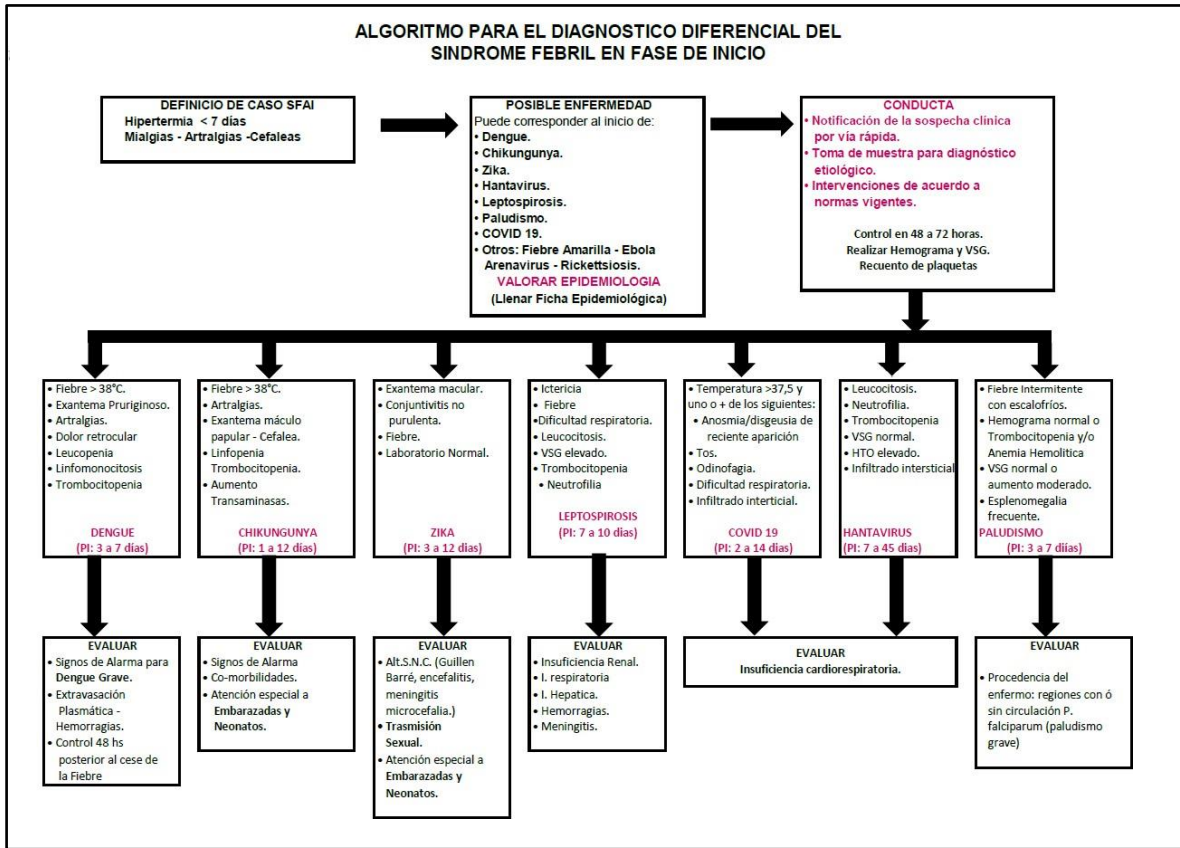 ALGORITMO PARA EL DIAGNOSTICO DIFERENCIAL DEL
SINDROME FEBRIL EN FASE DE INICIO
DEFINICIO DE CASO SFAI
Hipertermia < 7 días
Mialgias - Artralgias -Cefaleas
POSIBLE ENFERMEDAD
Puede corresponder al inicio de:
• Dengue.
• Chikungunya.
• Zika.
• Hantavirus.
• Leptospirosis.
• Paludismo.
• COVID 19.
• Otros: Fiebre Amarilla - Ebola
Arenavirus - Rickettsiosis.
VALORAR EPIDEMIOLOGIA
(Llenar Ficha Epidemiológica)
CONDUCTA
• Notificación de la sospecha clínica
por vía rápida.
• Toma de muestra para diagnóstico
etiológico.
• Intervenciones de acuerdo a
normas vigentes.
Control en 48 a 72 horas.
Realizar Hemograma y VSG.
Recuento de plaquetas
• Fiebre > 38°C.
• Exantema Pruriginoso.
• Artralgias.
• Dolor retrocular
• Leucopenia
• Linfomonocitosis
• Trombocitopenia
DENGUE
(PI: 3 a 7 días)
• Fiebre > 38°C.
• Artralgias.
• Exantema máculo
papular - Cefalea.
• Linfopenia
Trombocitopenia.
• Aumento
Transaminasas.
CHIKUNGUNYA
(PI: 1 a 12 días)
• Exantema macular.
• Conjuntivitis no
purulenta.
• Fiebre.
• Laboratorio Normal.
ZIKA
(PI: 3 a 12 dias)
• Ictericia
• Fiebre
•Dificultad respiratoria.
• Leucocitosis.
• VSG elevado.
• Trombocitopenia
• Neutrofilia
LEPTOSPIROSIS
(PI: 7 a 10 dias)
• Temperatura >37,5 y
uno o + de los siguientes:
• Anosmia/disgeusia de
reciente aparición
• Tos.
• Odinofagia.
• Dificultad respiratoria.
• Infiltrado interticial.
COVID 19
(PI: 2 a 14 dias)
• Leucocitosis.
• Neutrofilia.
• Trombocitopenia
• VSG normal.
• HTO elevado.
• Infiltrado intersticial
HANTAVIRUS
(PI: 7 a 45 dias)
• Fiebre Intermitente
con escalofríos.
• Hemograma normal o
Trombocitopenia y/o
Anemia Hemolítica
• VSG normal o
aumento moderado.
• Esplenomegalia
frecuente.
PALUDISMO
(PI: 3 a 7 diías)
EVALUAR
• Signos de Alarma para
Dengue Grave.
• Extravasación
Plasmática -
Hemorragias.
• Control 48 hs
posterior al cese de
la Fiebre
EVALUAR
• Signos de Alarma
• Co-morbilidades.
• Atención especial a
Embarazadas y
Neonatos.
EVALUAR
• Alt.S.N.C. (Guillen
Barré, encefalitis,
meningitis
microcefalia.)
• Trasmisión
Sexual.
• Atención especial a
Embarazadas y
Neonatos.
EVALUAR
• Insuficiencia Renal.
• I. respiratoria
• I. Hepatica.
• Hemorragias.
• Meningitis.
EVALUAR
Insuficiencia cardiorespiratoria.
EVALUAR
• Procedencia del
enfermo: regiones con ó
sin circulación P.
falciparum (paludismo
grave)